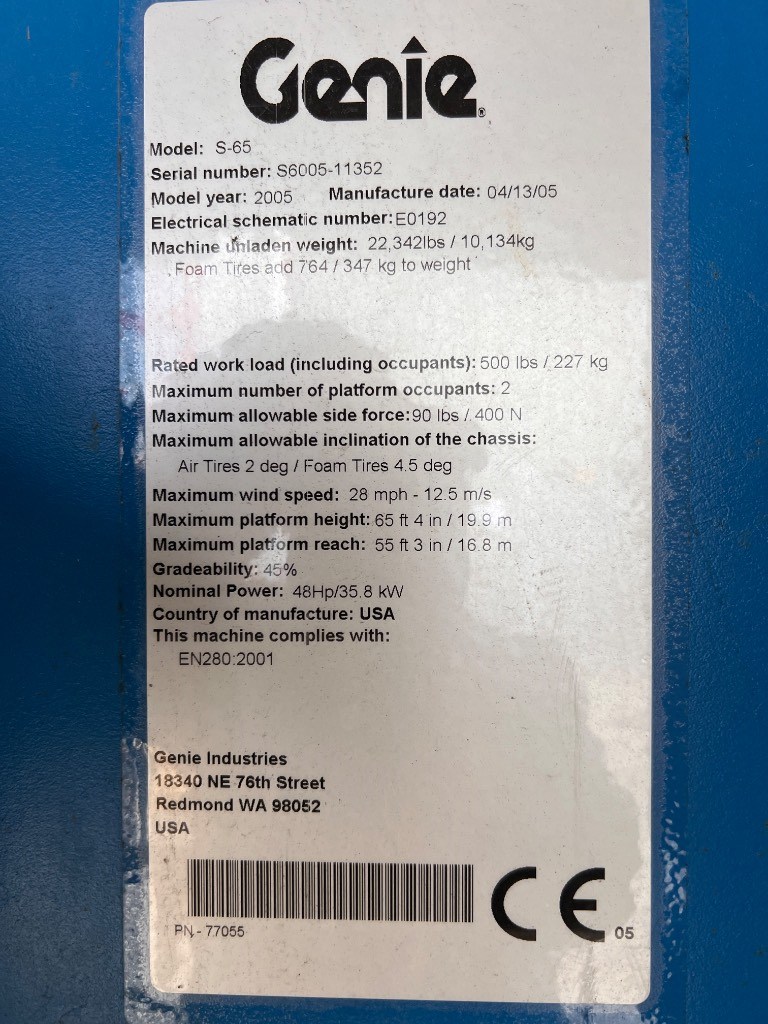 Genie®
Model: S-65
Serial number: S6005-11352
Model year: 2005 Manufacture date: 04/13/05
Electrical schematic number:E0192
Machine unladen weight: 22,342lbs / 10,134kg
Foam Tires add 764 / 347 kg to weight
Rated work load (including occupants): 500 lbs / 227 kg
Maximum number of platform occupants: 2
Maximum allowable side force:90 lbs / 400 N
Maximum allowable inclination of the chassis:
Air Tires 2 deg / Foam Tires 4.5 deg
Maximum wind speed: 28 mph - 12.5 m/s
Maximum platform height: 65 ft 4 in / 19.9 m
Maximum platform reach: 55 ft 3 in / 16.8 m
Gradeability: 45%
Nominal Power: 48Hp/35.8 kW
Country of manufacture: USA
This machine complies with:
EN280:2001
Genie Industries
18340 NE 76th Street
Redmond WA 98052
USA
CE 05
PN - 77055